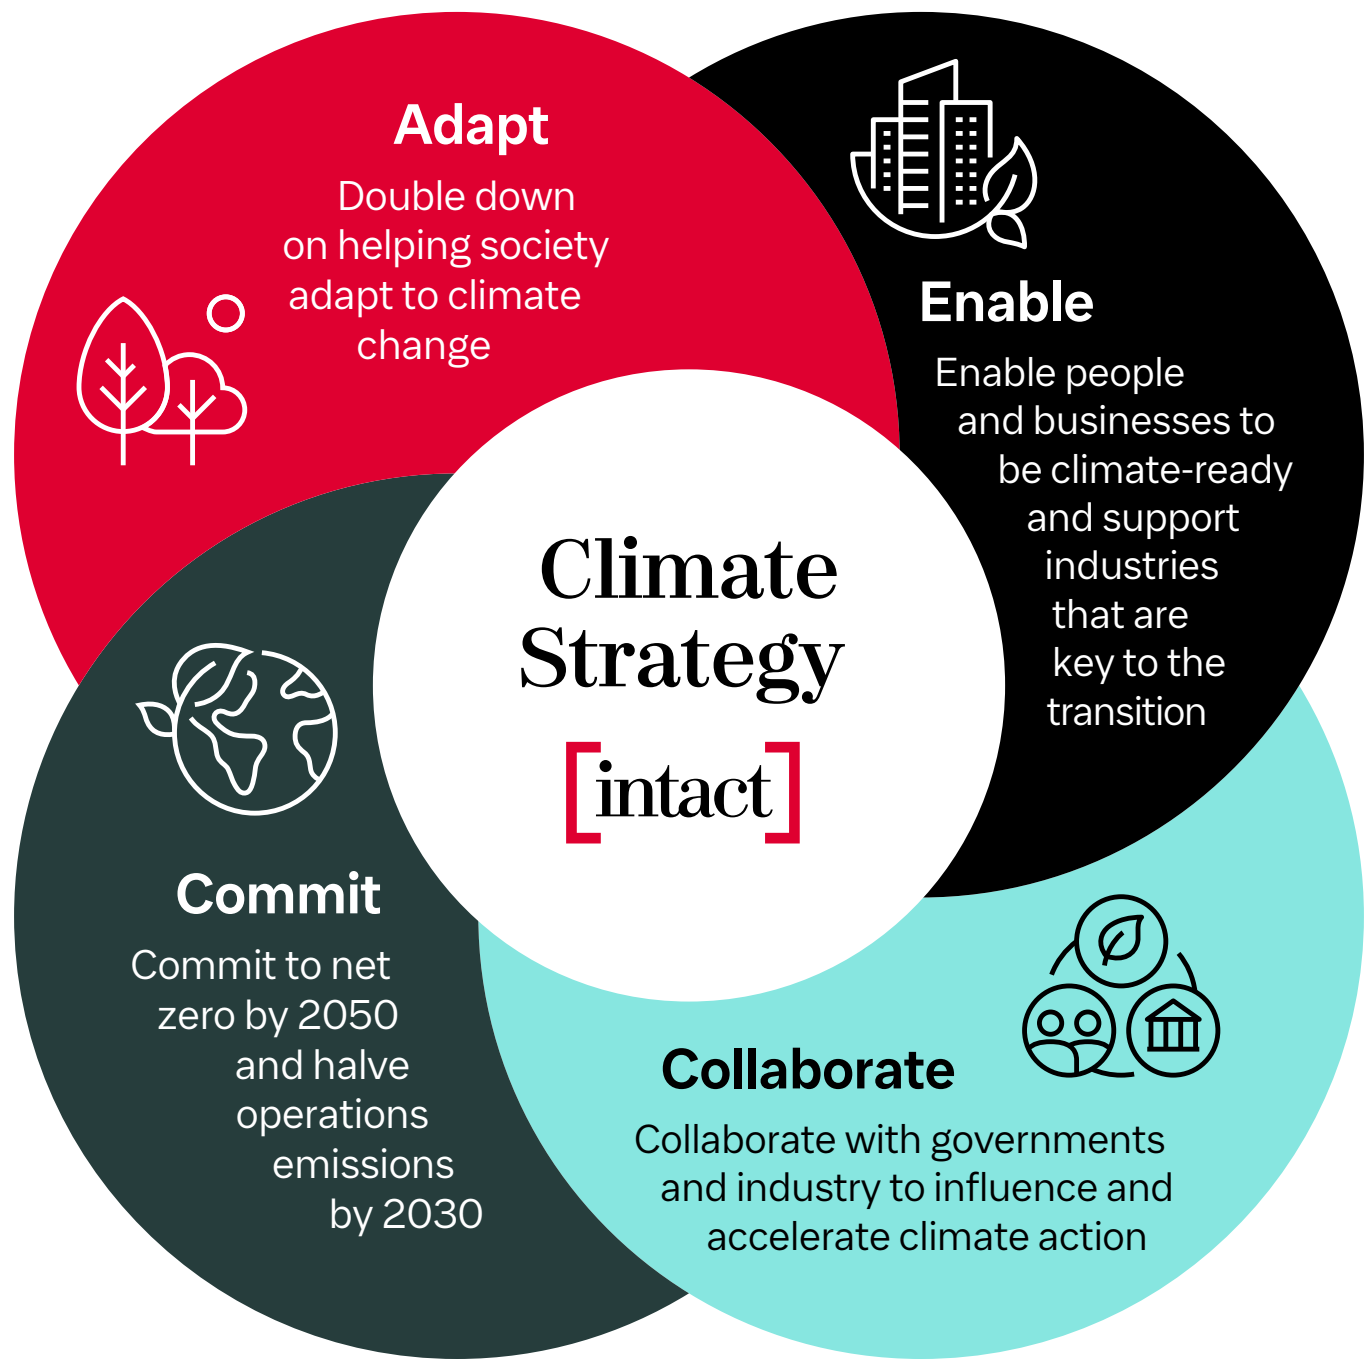 Adapt
Double down
on helping society
adapt to climate
change
Enable
Enable people
and businesses to
be climate-ready
and support
industries
that are
key to the
transition
Climate
Strategy
[intact]
Commit
Commit to net
zero by 2050
and halve
operations
emissions
by 2030
Collaborate
Collaborate with governments
and industry to influence and
accelerate climate action